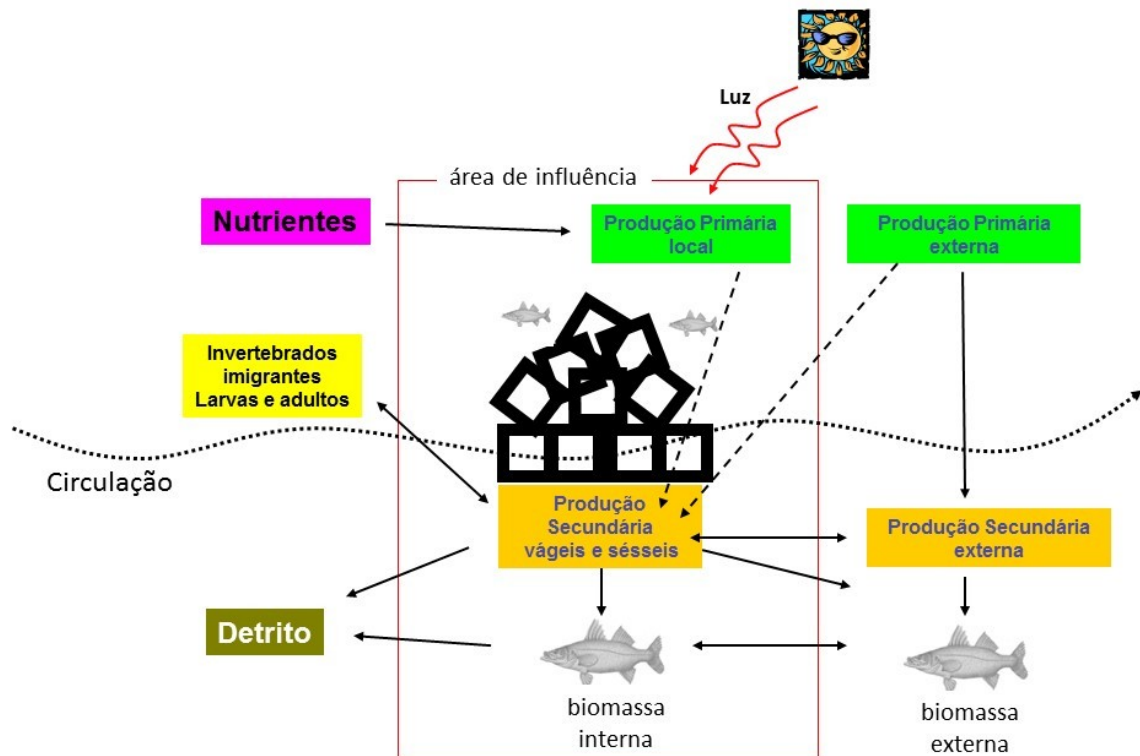 Luz
área de influência
Nutrientes
Produção Primária
local
Produção Primária
externa
Invertebrados
imigrantes
Larvas e adultos
Circulação
Produção
Secundária
vágeis e sésseis
Produção Secundária
externa
Detrito
biomassa
interna
biomassa
externa